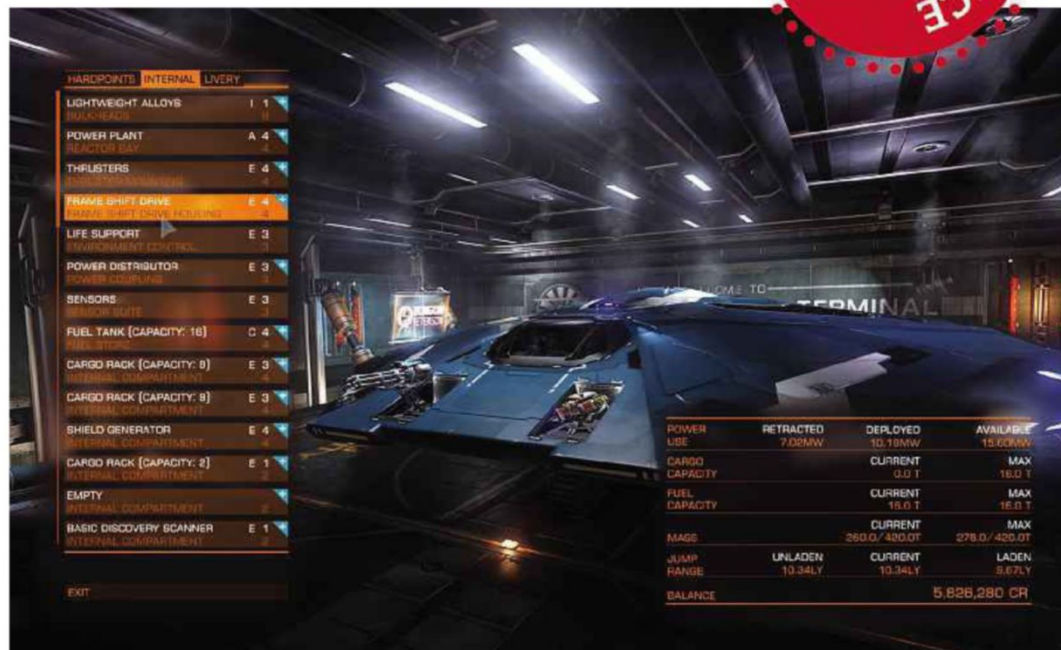 CE
HARDPOINTS INTERNAL LIVERY
LIGHTWEIGHT ALLOYS I 1
BULKHEADS 8
POWER PLANT A 4
REACTOR BAY 4
THRUSTERS E 4
FRAME SHIFT DRIVE E 4
FRAME SHIFT DRIVE HOUSING 4
LIFE SUPPORT E 3
ENVIRONMENT CONTROL 3
POWER DISTRIBUTOR E 3
POWER COUPLING 3
SENSORS E 3
SENSOR SUITE 3
FUEL TANK (CAPACITY: 16) C 4
FUEL STORE 4
CARGO RACK (CAPACITY: 8) E 3
INTERNAL COMPARTMENT 4
CARGO RACK (CAPACITY: 8) E 3
INTERNAL COMPARTMENT 4
SHIELD GENERATOR E 4
INTERNAL COMPARTMENT 4
CARGO RACK (CAPACITY: 2) E 1
INTERNAL COMPARTMENT 2
EMPTY
INTERNAL COMPARTMENT 2
BASIC DISCOVERY SCANNER E 1
INTERNAL COMPARTMENT 2
EXIT
TO
TERMINAL
POWER USE RETRACTED 7.02MW DEPLOYED 10.19MW AVAILABLE 15.60MW
CARGO CAPACITY CURRENT 0.0 T MAX 18.0 T
FUEL CAPACITY CURRENT 16.0 T MAX 16.0 T
MASS CURRENT 260.0/420.0T MAX 278.0/420.0T
JUMP RANGE UNLADEN 10.34LY CURRENT 10.34LY LADEN 9.67LY
BALANCE 5,826,280 CR